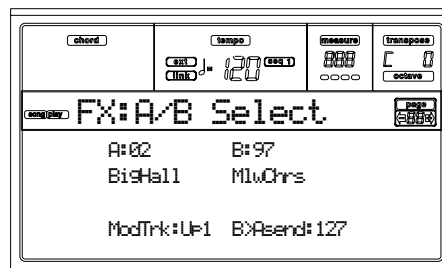 chord tempo measure transpose
ext link ♩= 120 seq 1 888 C 0
octave
song play FX:A/B Select page 88
A:02 B:97
BigHall MlwChrs
ModTrk:Up1 B>Asend:127